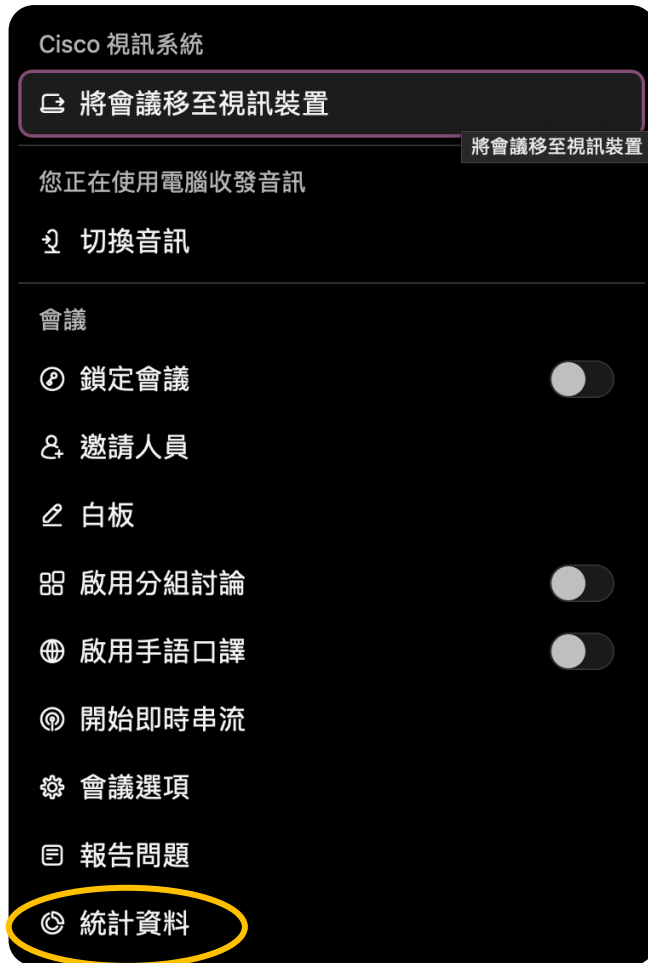 Cisco 視訊系統
將會議移至視訊裝置
將會議移至視訊裝置
您正在使用電腦收發音訊
切換音訊
會議
鎖定會議
邀請人員
白板
啟用分組討論
啟用手語口譯
開始即時串流
會議選項
報告問題
統計資料